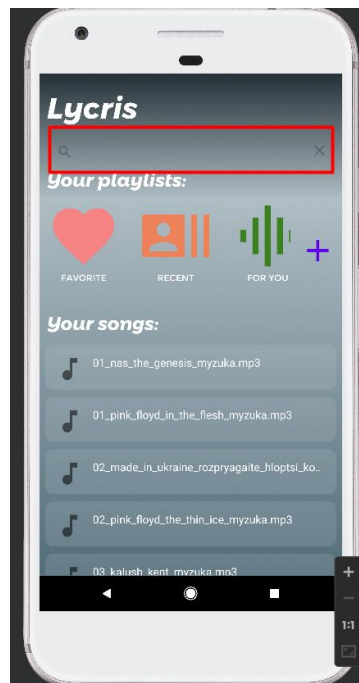 Lycris
Your playlists:
FAVORITE
RECENT
FOR YOU
Your songs:
01_nas_the_genesis_myzuka.mp3
01_pink_floyd_in_the_flesh_myzuka.mp3
02_made_in_ukraine_rozpryagaite_hloptsi_ko..
02_pink_floyd_the_thin_ice_myzuka.mp3
03_kalush_kent_myzuka.mp3
1:1